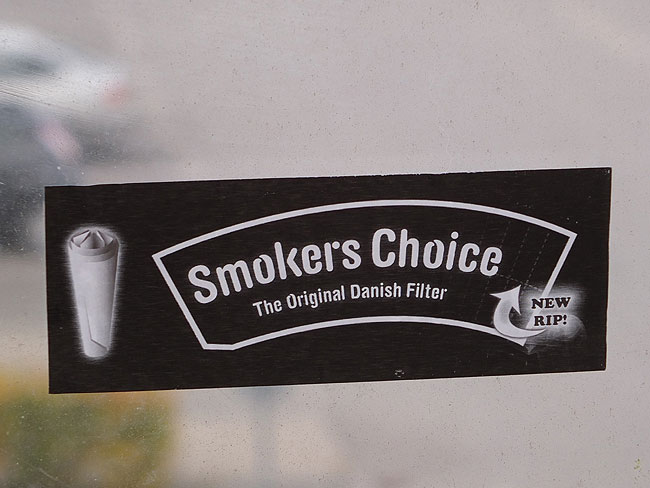 Smokers Choice
The Original Danish Filter
NEW
RIP!